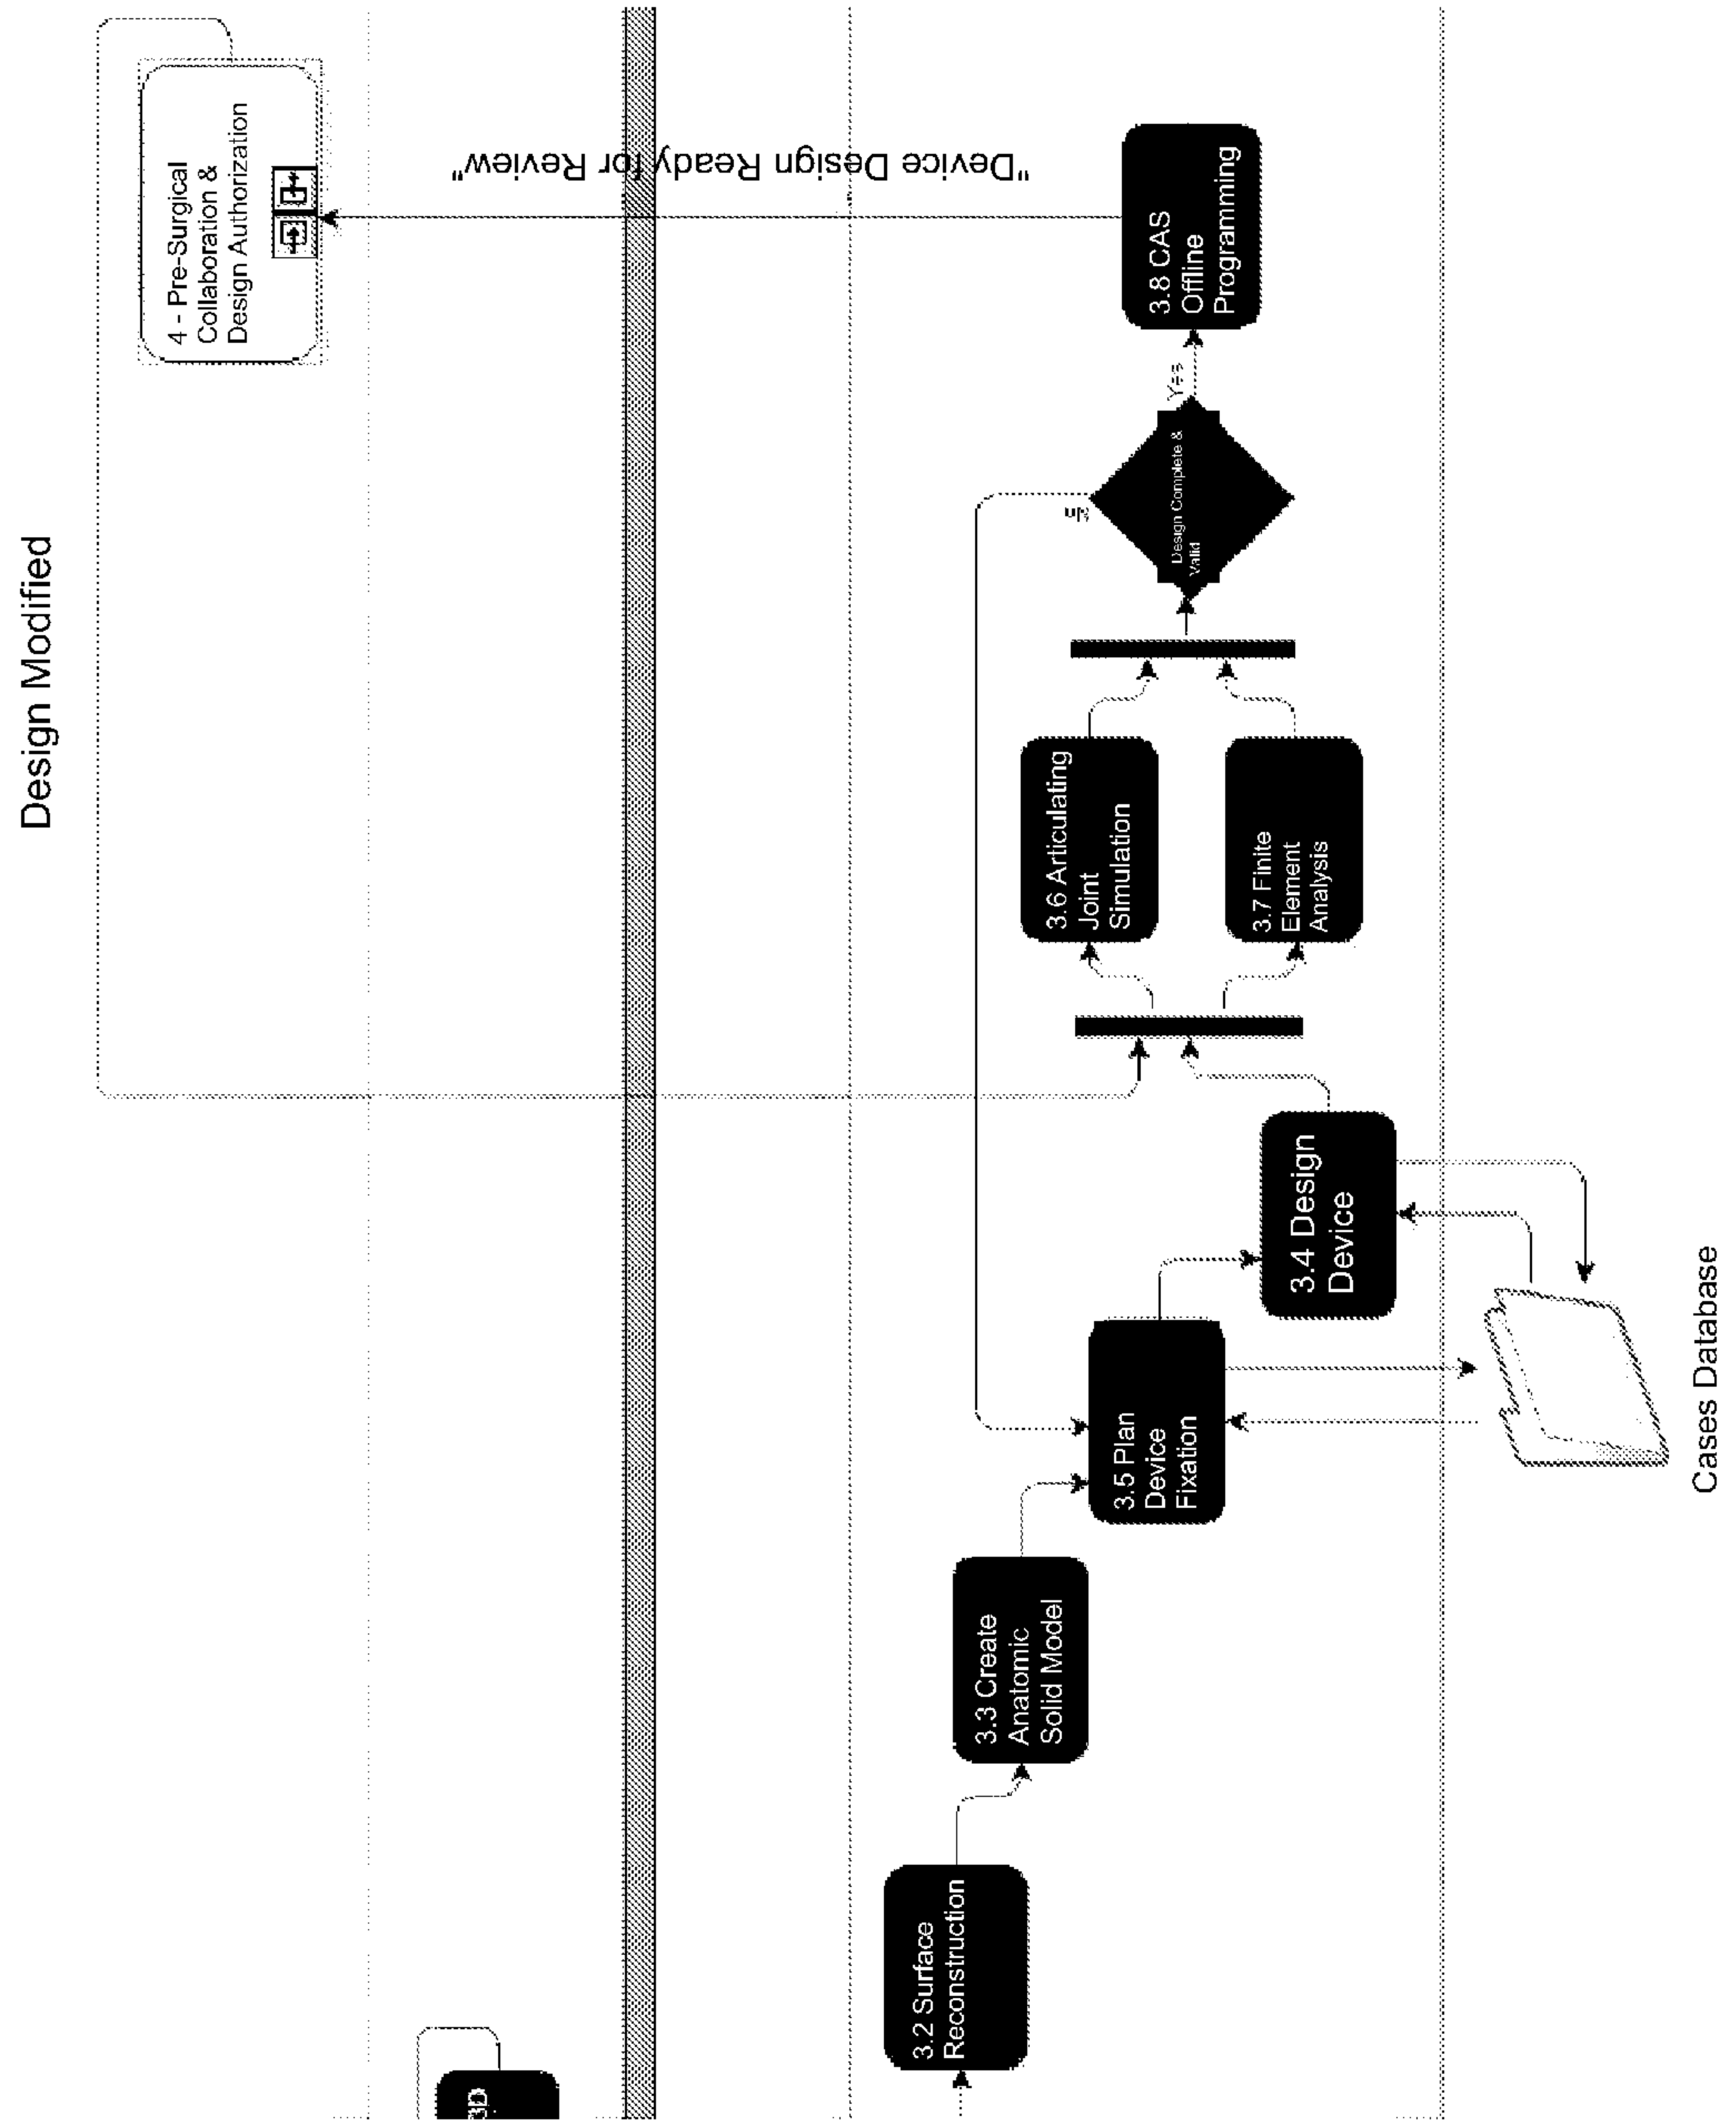 Design Modified
4 - Pre-Surgical
Collaboration &
Design Authorization
"Device Design Ready for Review"
3D
3.2 Surface
Reconstruction
3.3 Create
Anatomic
Solid Model
3.5 Plan
Device
Fixation
3.4 Design
Device
3.6 Articulating
Joint
Simulation
3.7 Finite
Element
Analysis
Design Complete &
Valid
Yes
3.8 CAS
Offline
Programming
Cases Database